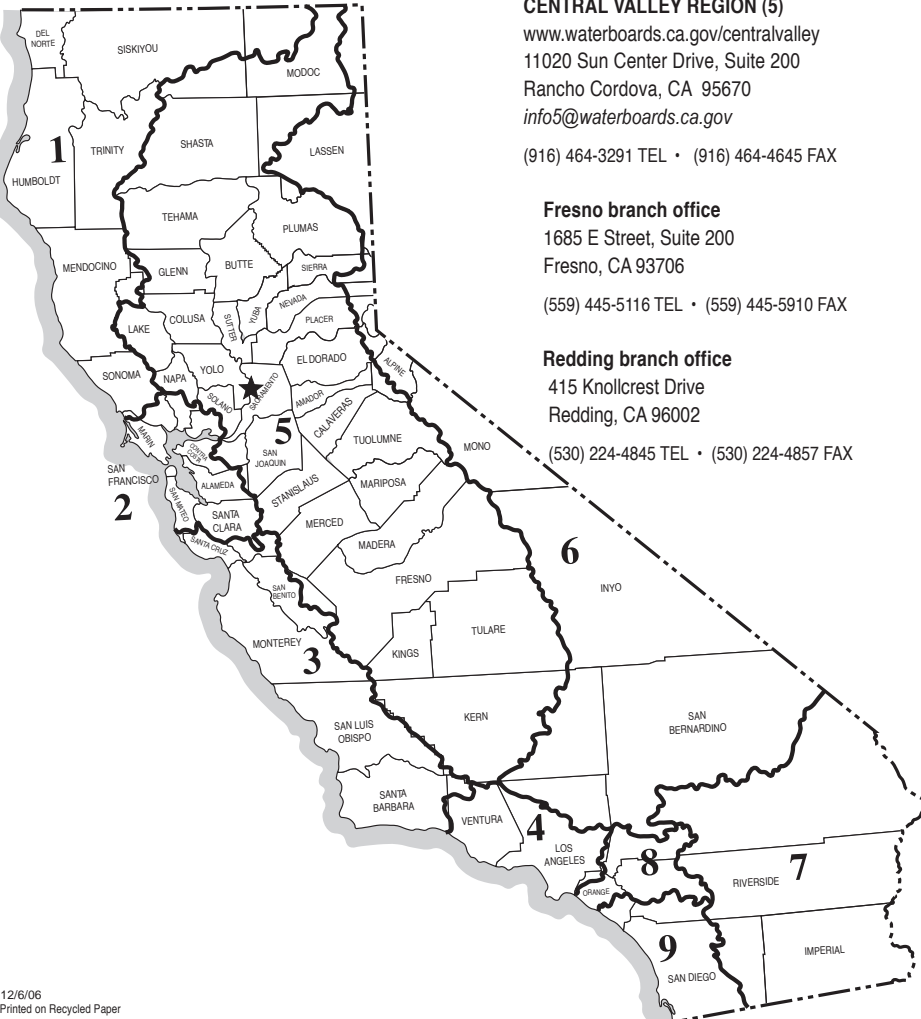 CENTRAL VALLEY REGION (5)
www.waterboards.ca.gov/centralvalley
11020 Sun Center Drive, Suite 200
Rancho Cordova, CA 95670
info5@waterboards.ca.gov
(916) 464-3291 TEL • (916) 464-4645 FAX
Fresno branch office
1685 E Street, Suite 200
Fresno, CA 93706
(559) 445-5116 TEL • (559) 445-5910 FAX
Redding branch office
415 Knollcrest Drive
Redding, CA 96002
(530) 224-4845 TEL • (530) 224-4857 FAX
DEL
NORTE
SISKIYOU
MODOC
1
TRINITY
SHASTA
LASSEN
HUMBOLDT
TEHAMA
PLUMAS
MENDOCINO
GLENN
BUTTE
SIERRA
LAKE
COLUSA
SUTTER
YUBA
NEVADA
PLACER
SONOMA
NAPA
YOLO
EL DORADO
ALPINE
SOLANO
SACRAMENTO
AMADOR
CALAVERAS
MARIN
CONTRA
COSTA
5
SAN
JOAQUIN
TUOLUMNE
MONO
SAN
FRANCISCO
ALAMEDA
STANISLAUS
MARIPOSA
2
SAN MATEO
SANTA
CLARA
MERCED
SANTA CRUZ
MADERA
6
SAN
BENITO
FRESNO
INYO
MONTEREY
3
KINGS
TULARE
SAN LUIS
OBISPO
KERN
SAN
BERNARDINO
SANTA
BARBARA
VENTURA
4
LOS
ANGELES
8
7
ORANGE
RIVERSIDE
9
SAN DIEGO
IMPERIAL
12/6/06
Printed on Recycled Paper